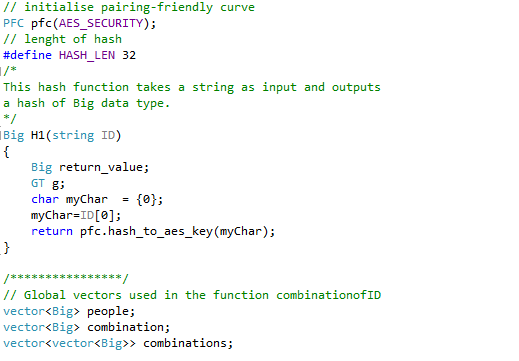 // initialise pairing-friendly curve
PFC pfc(AES_SECURITY);
// lenght of hash
#define HASH_LEN 32
/*
This hash function takes a string as input and outputs
a hash of Big data type.
*/
Big H1(string ID)
{
    Big return_value;
    GT g;
    char myChar  = {0};
    myChar=ID[0];
    return pfc.hash_to_aes_key(myChar);
}

/****************/
// Global vectors used in the function combinationofID
vector<Big> people;
vector<Big> combination;
vector<vector<Big>> combinations;